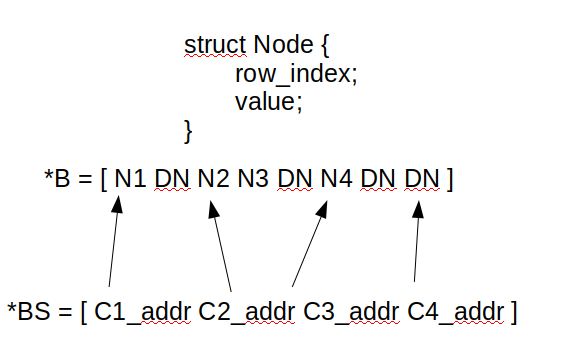 struct Node {
row_index;
value;
}
*B = [ N1 DN N2 N3 DN N4 DN DN ]
*BS = [ C1_addr C2_addr C3_addr C4_addr ]